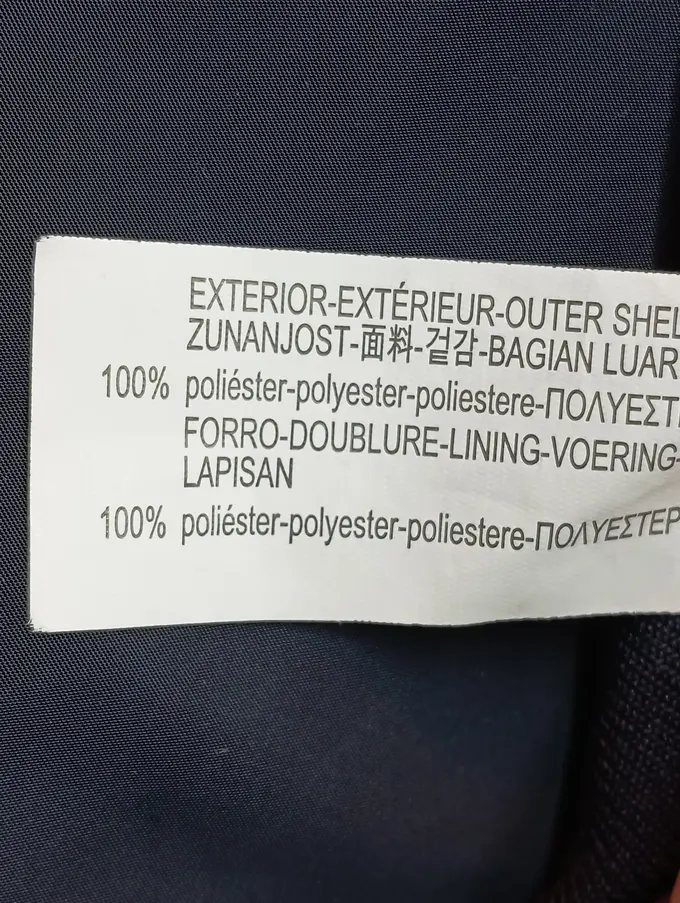 EXTERIOR-EXTÉRIEUR-OUTER SHEL
ZUNANJOST-面料-겉감-BAGIAN LUAR
100% poliéster-polyester-poliestere-ΠΟΛΥΕΣΤ
FORRO-DOUBLURE-LINING-VOERING-
LAPISAN
100% poliéster-polyester-poliestere-ΠΟΛΥΕΣΤΕΡ